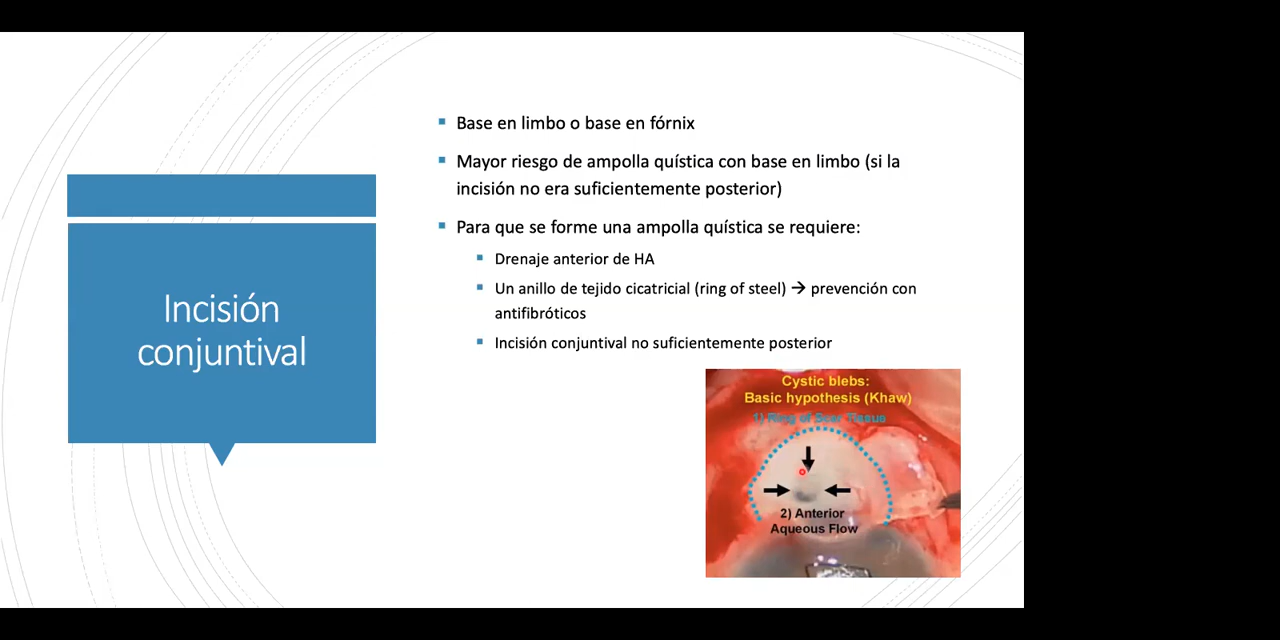 Incisión
conjuntival
Base en limbo o base en fórnix
Mayor riesgo de ampolla quística con base en limbo (si la
incisión no era suficientemente posterior)
Para que se forme una ampolla quística se requiere:
Drenaje anterior de HA
Un anillo de tejido cicatricial (ring of steel) → prevención con
antifibróticos
Incisión conjuntival no suficientemente posterior
Cystic blebs:
Basic hypothesis (Khaw)
1) Ring of Scar Tissue
2) Anterior
Aqueous Flow